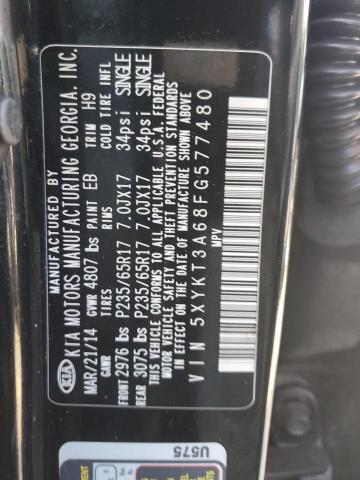 MANUFACTURED BY
KIA KIA MOTORS MANUFACTURING GEORGIA, INC.
MAR/21/14 GVWR 4807 lbs PAINT EB TRIM H9
TIRES RIMS COLD TIRE INFL
FRONT 2976 lbs P235/65R17 7.0JX17 34psi SINGLE
REAR 3075 lbs P235/65R17 7.0JX17 34psi SINGLE
THIS VEHICLE CONFORMS TO ALL APPLICABLE U.S.A. FEDERAL
MOTOR VEHICLE SAFETY AND THEFT PREVENTION STANDARDS
IN EFFECT ON THE DATE OF MANUFACTURE SHOWN ABOVE
VIN 5XYKT3A68FG577480
MPV
U575